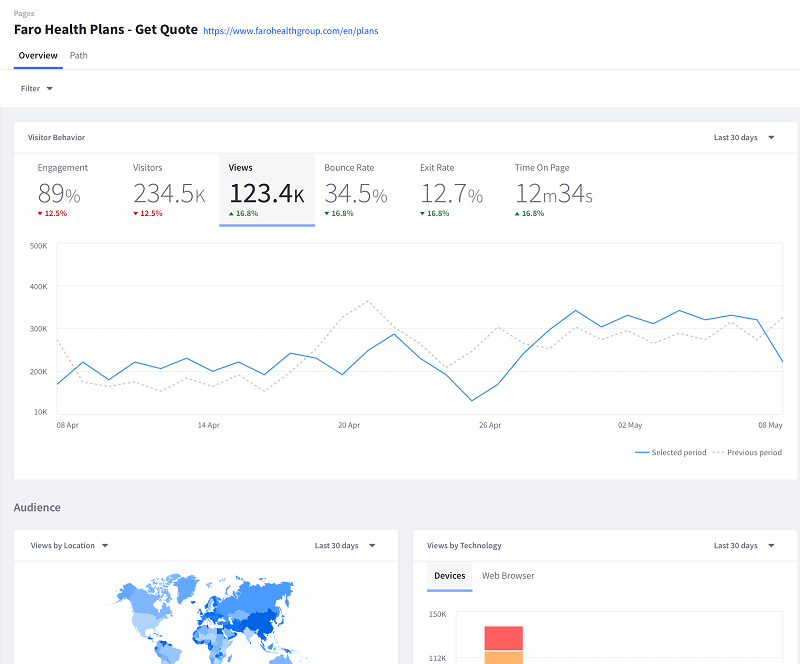 Pages
Faro Health Plans - Get Quote https://www.farohealthgroup.com/en/plans
Overview Path
Filter
Visitor Behavior Last 30 days
Engagement Visitors Views Bounce Rate Exit Rate Time On Page
89% 234.5K 123.4K 34.5% 12.7% 12m34s
12.5% 12.5% 16.8% 16.8% 16.8% 16.8%
500K
400K
300K
200K
10K
08 Apr 14 Apr 20 Apr 26 Apr 02 May 08 May
Selected period Previous period
Audience
Views by Location Last 30 days Views by Technology Last 30 days
Devices Web Browser
150K
112K